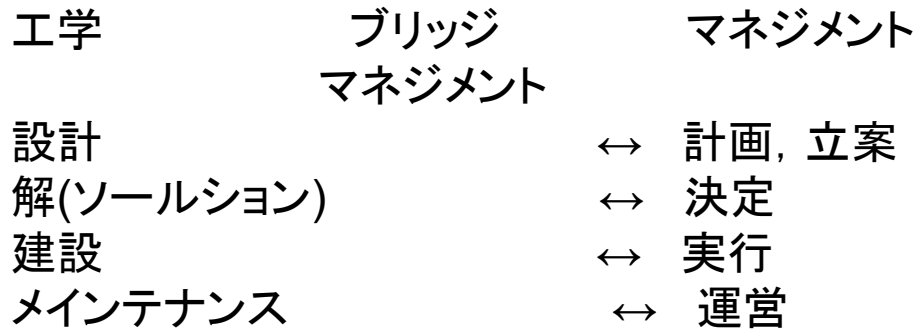 工学 ブリッジ マネジメント
マネジメント
設計 ↔ 計画, 立案
解(ソールション) ↔ 決定
建設 ↔ 実行
メインテナンス ↔ 運営